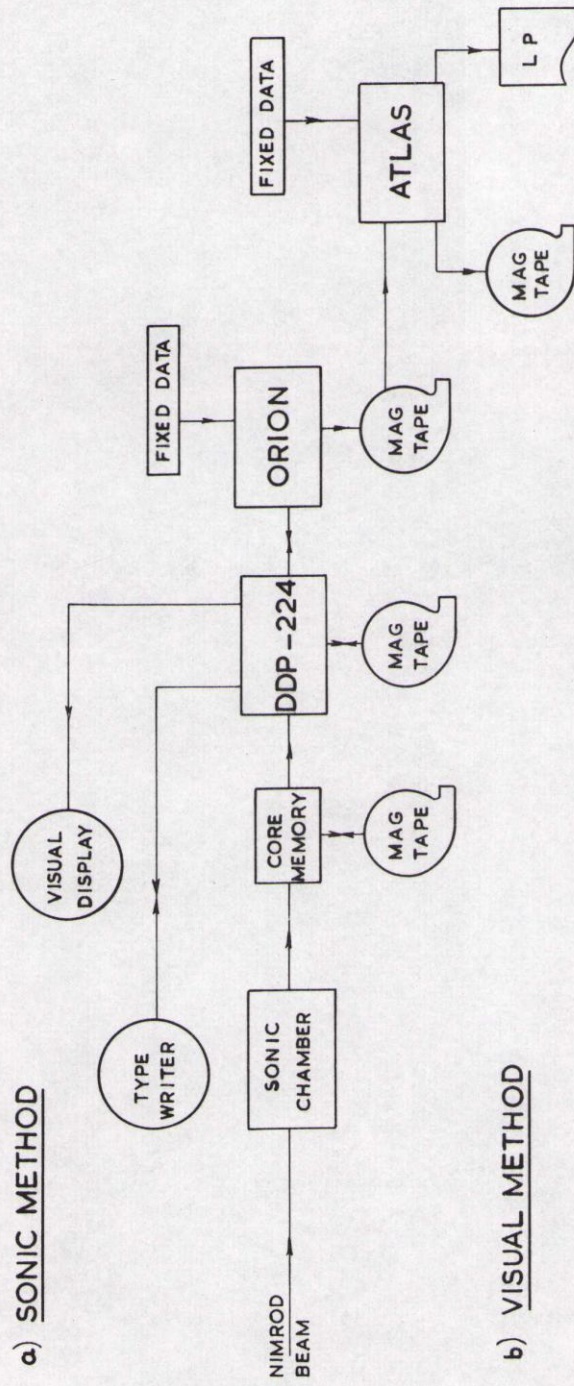 a) SONIC METHOD
VISUAL
DISPLAY
TYPE
WRITER
NIMROD
BEAM
SONIC
CHAMBER
CORE
MEMORY
MAG
TAPE
DDP-224
MAG
TAPE
FIXED DATA
ORION
MAG
TAPE
FIXED DATA
ATLAS
MAG
TAPE
LP
b) VISUAL METHOD